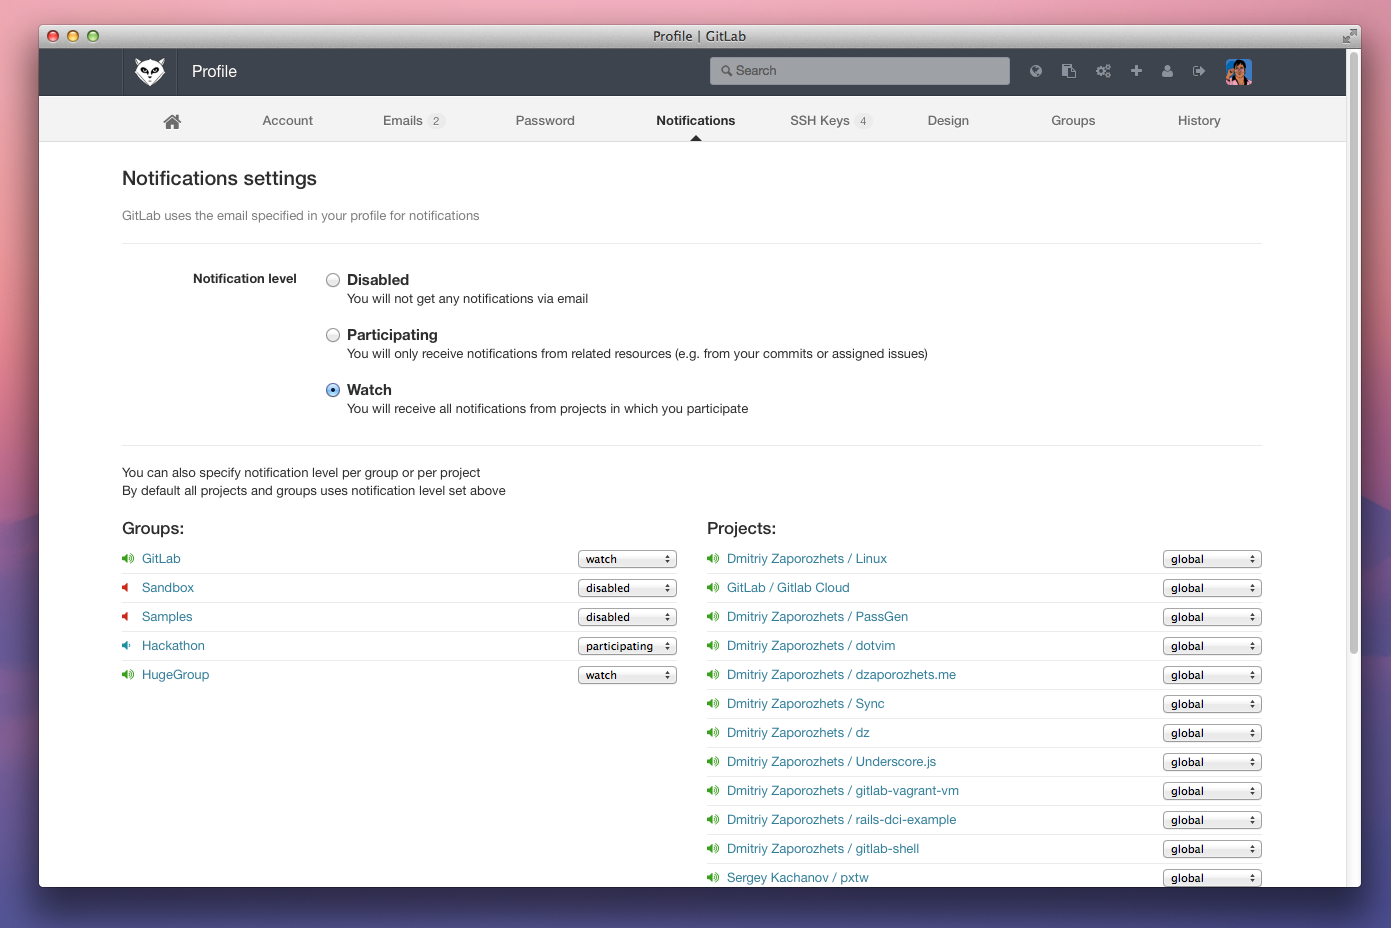 Profile | GitLab
Profile
Search
Account
Emails 2
Password
Notifications
SSH Keys 4
Design
Groups
History
Notifications settings
GitLab uses the email specified in your profile for notifications
Notification level
Disabled
You will not get any notifications via email
Participating
You will only receive notifications from related resources (e.g. from your commits or assigned issues)
Watch
You will receive all notifications from projects in which you participate
You can also specify notification level per group or per project
By default all projects and groups uses notification level set above
Groups:
GitLab watch
Sandbox disabled
Samples disabled
Hackathon participating
HugeGroup watch
Projects:
Dmitriy Zaporozhets / Linux global
GitLab / Gitlab Cloud global
Dmitriy Zaporozhets / PassGen global
Dmitriy Zaporozhets / dotvim global
Dmitriy Zaporozhets / dzaporozhets.me global
Dmitriy Zaporozhets / Sync global
Dmitriy Zaporozhets / dz global
Dmitriy Zaporozhets / Underscore.js global
Dmitriy Zaporozhets / gitlab-vagrant-vm global
Dmitriy Zaporozhets / rails-dci-example global
Dmitriy Zaporozhets / gitlab-shell global
Sergey Kachanov / pxtw global